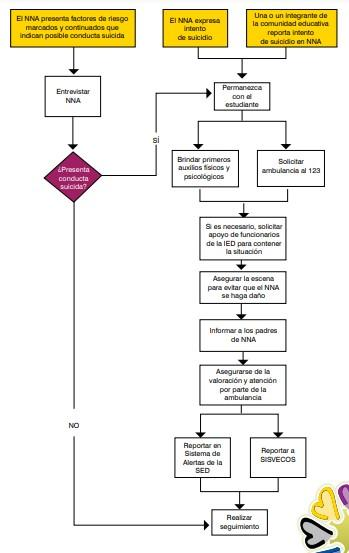 El NNA presenta factores de riesgo
marcados y continuados que
indican posible conducta suicida
El NNA expresa
intento
de suicidio
Una o un integrante de
la comunidad educativa
reporta intento
de suicidio en NNA
Entrevistar
NNA
Permanezca
con el
estudiante
SÍ
¿Presenta
conducta
suicida?
Brindar primeros
auxilios físicos y
psicológicos
Solicitar
ambulancia al 123
Si es necesario, solicitar
apoyo de funcionarios
de la IED para contener
la situación
Asegurar la escena
para evitar que el NNA
se haga daño
Informar a los padres
de NNA
Asegurarse de la
valoración y atención
por parte de la
ambulancia
NO
Reportar en
Sistema de
Alertas de la
SED
Reportar a
SISVECOS
Realizar
seguimiento